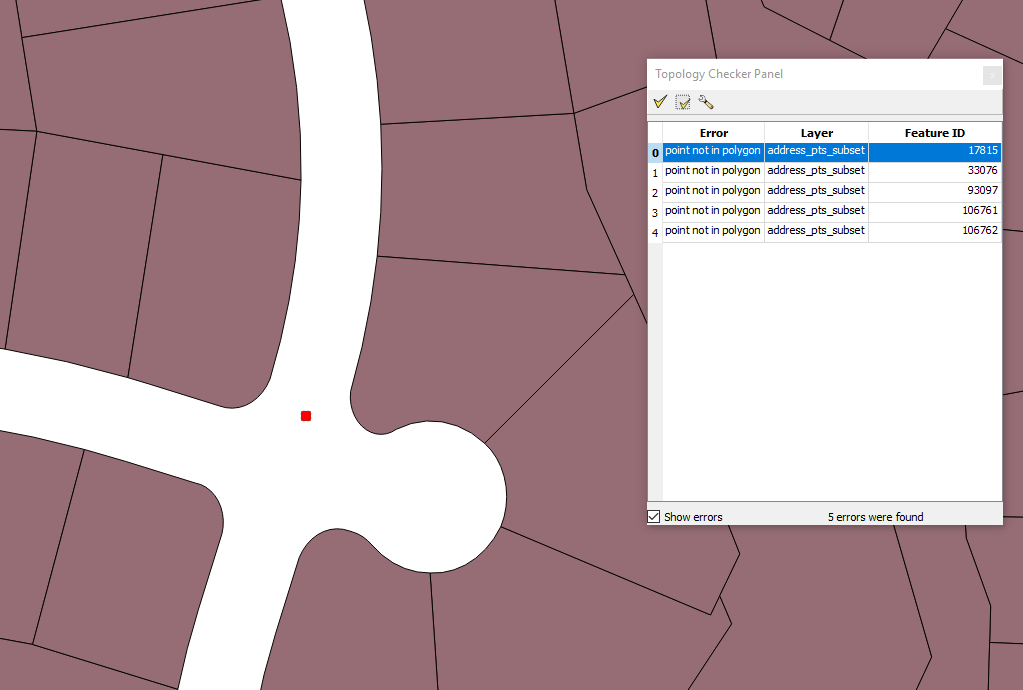 Topology Checker Panel
Error Layer Feature ID
0 point not in polygon address_pts_subset 17815
1 point not in polygon address_pts_subset 33076
2 point not in polygon address_pts_subset 93097
3 point not in polygon address_pts_subset 106761
4 point not in polygon address_pts_subset 106762
Show errors 5 errors were found